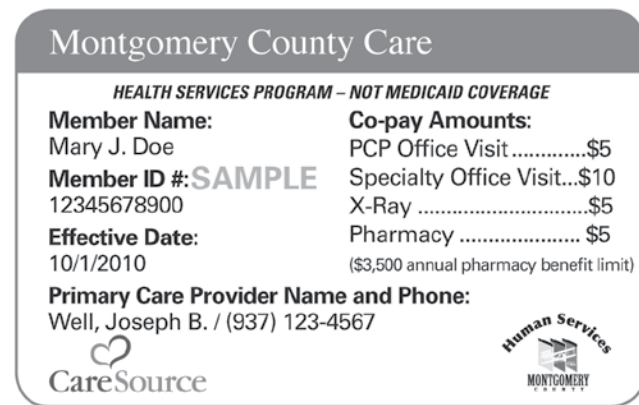 Montgomery County Care
HEALTH SERVICES PROGRAM – NOT MEDICAID COVERAGE
Member Name:
Mary J. Doe
Member ID #: SAMPLE
12345678900
Effective Date:
10/1/2010
Co-pay Amounts:
PCP Office Visit .............$5
Specialty Office Visit...$10
X-Ray .............................$5
Pharmacy ..................... $5
($3,500 annual pharmacy benefit limit)
Primary Care Provider Name and Phone:
Well, Joseph B. / (937) 123-4567
CareSource
Human Services
MONTGOMERY
COUNTY